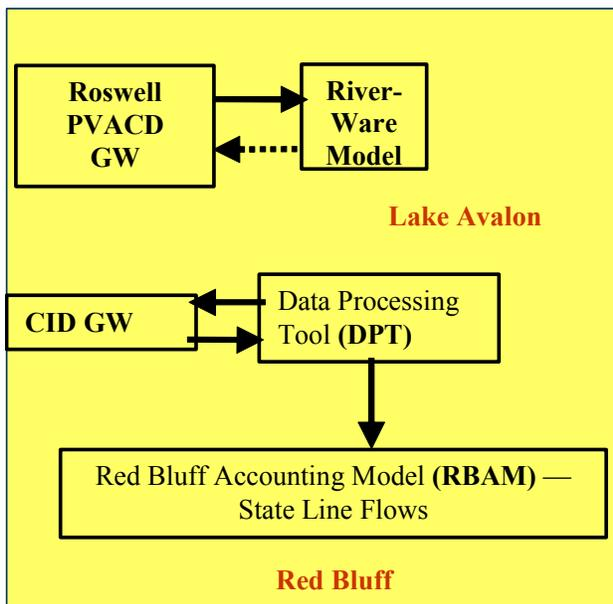 Roswell
PVACD
GW
River-
Ware
Model
Lake Avalon
CID GW
Data Processing
Tool (DPT)
Red Bluff Accounting Model (RBAM) —
State Line Flows
Red Bluff